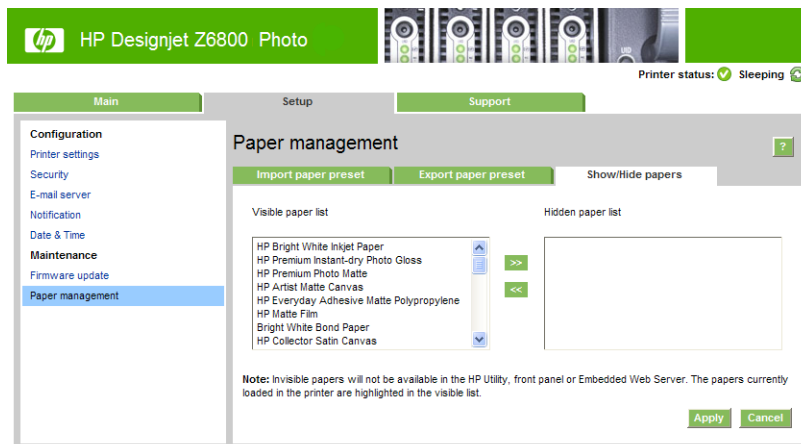 hp
HP Designjet Z6800 Photo
UID
Printer status: Sleeping
Main
Setup
Support
Configuration
Printer settings
Security
E-mail server
Notification
Date & Time
Maintenance
Firmware update
Paper management
Paper management
?
Import paper preset
Export paper preset
Show/Hide papers
Visible paper list
Hidden paper list
HP Bright White Inkjet Paper
HP Premium Instant-dry Photo Gloss
HP Premium Photo Matte
HP Artist Matte Canvas
HP Everyday Adhesive Matte Polypropylene
HP Matte Film
Bright White Bond Paper
HP Collector Satin Canvas
>>
<<
Note: Invisible papers will not be available in the HP Utility, front panel or Embedded Web Server. The papers currently
loaded in the printer are highlighted in the visible list.
Apply
Cancel